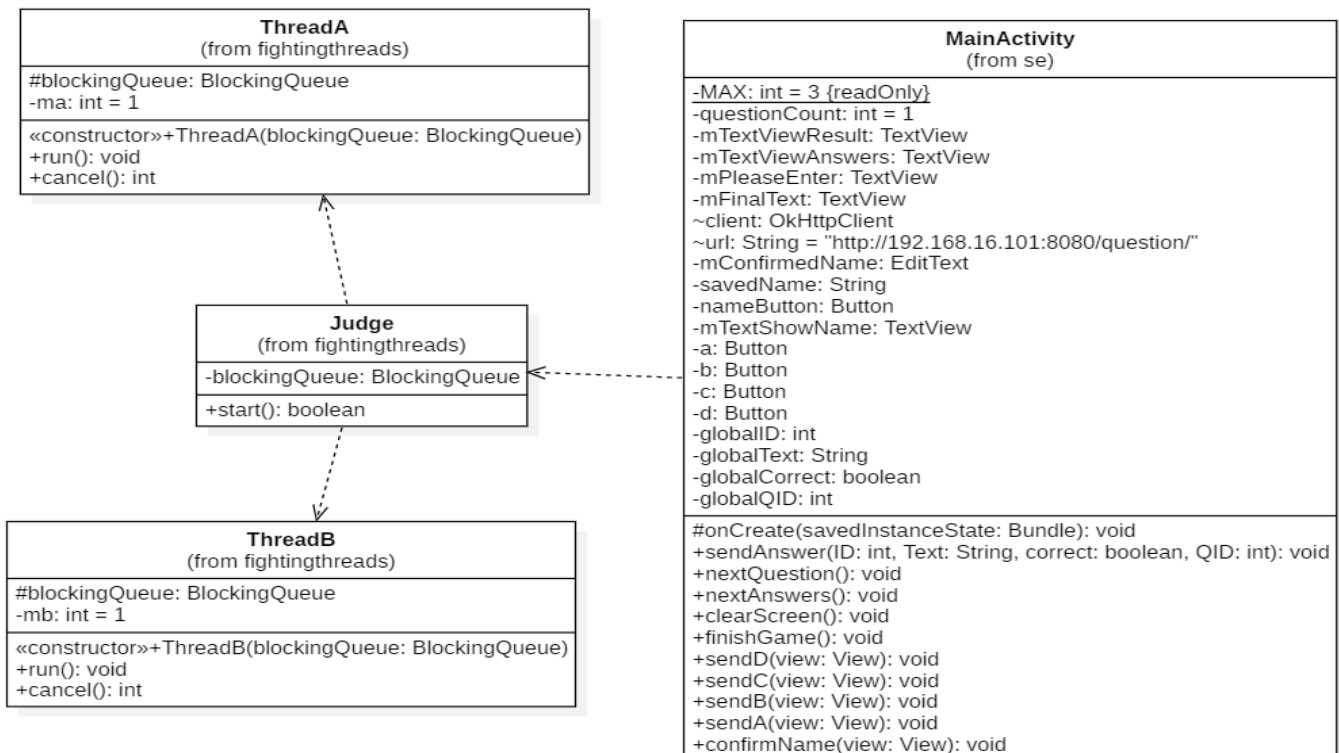 ThreadA
(from fightingthreads)
#blockingQueue: BlockingQueue
-ma: int = 1
«constructor»+ThreadA(blockingQueue: BlockingQueue)
+run(): void
+cancel(): int
Judge
(from fightingthreads)
-blockingQueue: BlockingQueue
+start(): boolean
ThreadB
(from fightingthreads)
#blockingQueue: BlockingQueue
-mb: int = 1
«constructor»+ThreadB(blockingQueue: BlockingQueue)
+run(): void
+cancel(): int
MainActivity
(from se)
-MAX: int = 3 {readOnly}
-questionCount: int = 1
-mTextViewResult: TextView
-mTextViewAnswers: TextView
-mPleaseEnter: TextView
-mFinalText: TextView
~client: OkHttpClient
~url: String = "http://192.168.16.101:8080/question/"
-mConfirmedName: EditText
-savedName: String
-nameButton: Button
-mTextShowName: TextView
-a: Button
-b: Button
-c: Button
-d: Button
-globalID: int
-globalText: String
-globalCorrect: boolean
-globalQID: int
#onCreate(savedInstanceState: Bundle): void
+sendAnswer(ID: int, Text: String, correct: boolean, QID: int): void
+nextQuestion(): void
+nextAnswers(): void
+clearScreen(): void
+finishGame(): void
+sendD(view: View): void
+sendC(view: View): void
+sendB(view: View): void
+sendA(view: View): void
+confirmName(view: View): void